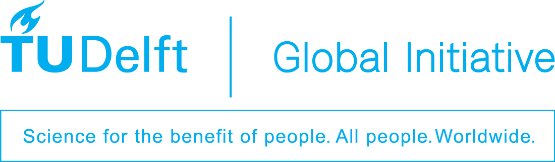 TUDelft | Global Initiative
Science for the benefit of people. All people. Worldwide.